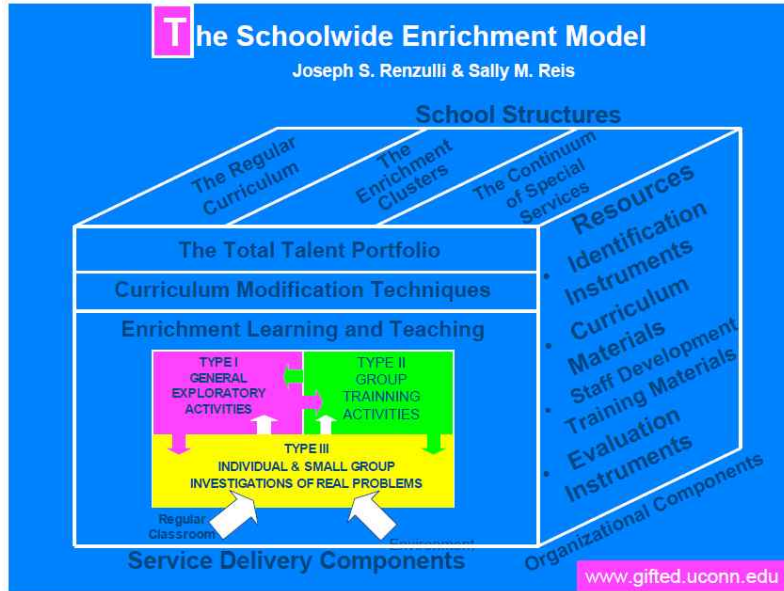 The Schoolwide Enrichment Model
Joseph S. Renzulli & Sally M. Reis
School Structures
The Regular
Curriculum
The
Enrichment
Clusters
The Continuum
of Special
Services
Resources
• Identification
Instruments
• Curriculum
Materials
• Staff Development
Training Materials
• Evaluation
Instruments
Organizational Components
The Total Talent Portfolio
Curriculum Modification Techniques
Enrichment Learning and Teaching
TYPE I
GENERAL
EXPLORATORY
ACTIVITIES
TYPE II
GROUP
TRAINNING
ACTIVITIES
TYPE III
INDIVIDUAL & SMALL GROUP
INVESTIGATIONS OF REAL PROBLEMS
Regular
Classroom
Environment
Service Delivery Components
www.gifted.uconn.edu